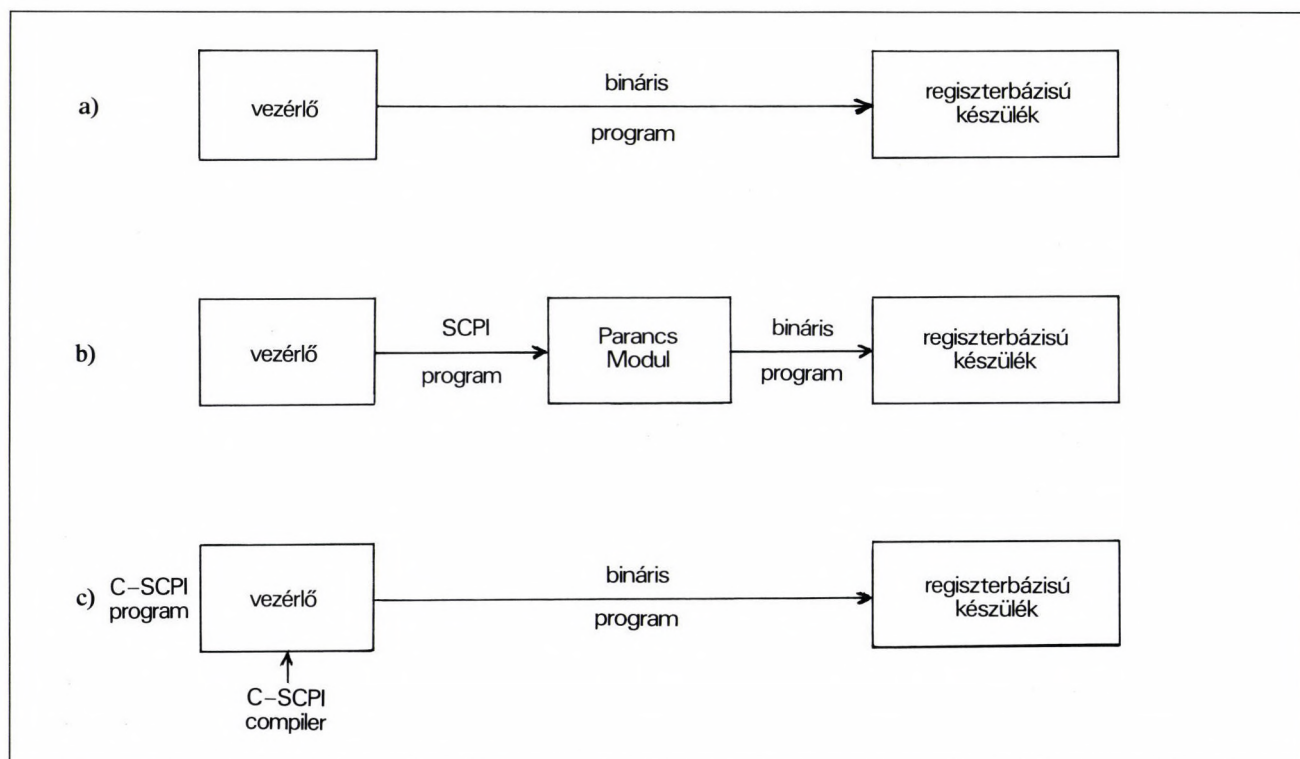 a)
vezérlő
bináris
program
regiszterbázisú
készülék
b)
vezérlő
SCPI
program
Parancs
Modul
bináris
program
regiszterbázisú
készülék
c)
C-SCPI
program
vezérlő
bináris
program
regiszterbázisú
készülék
C-SCPI
compiler